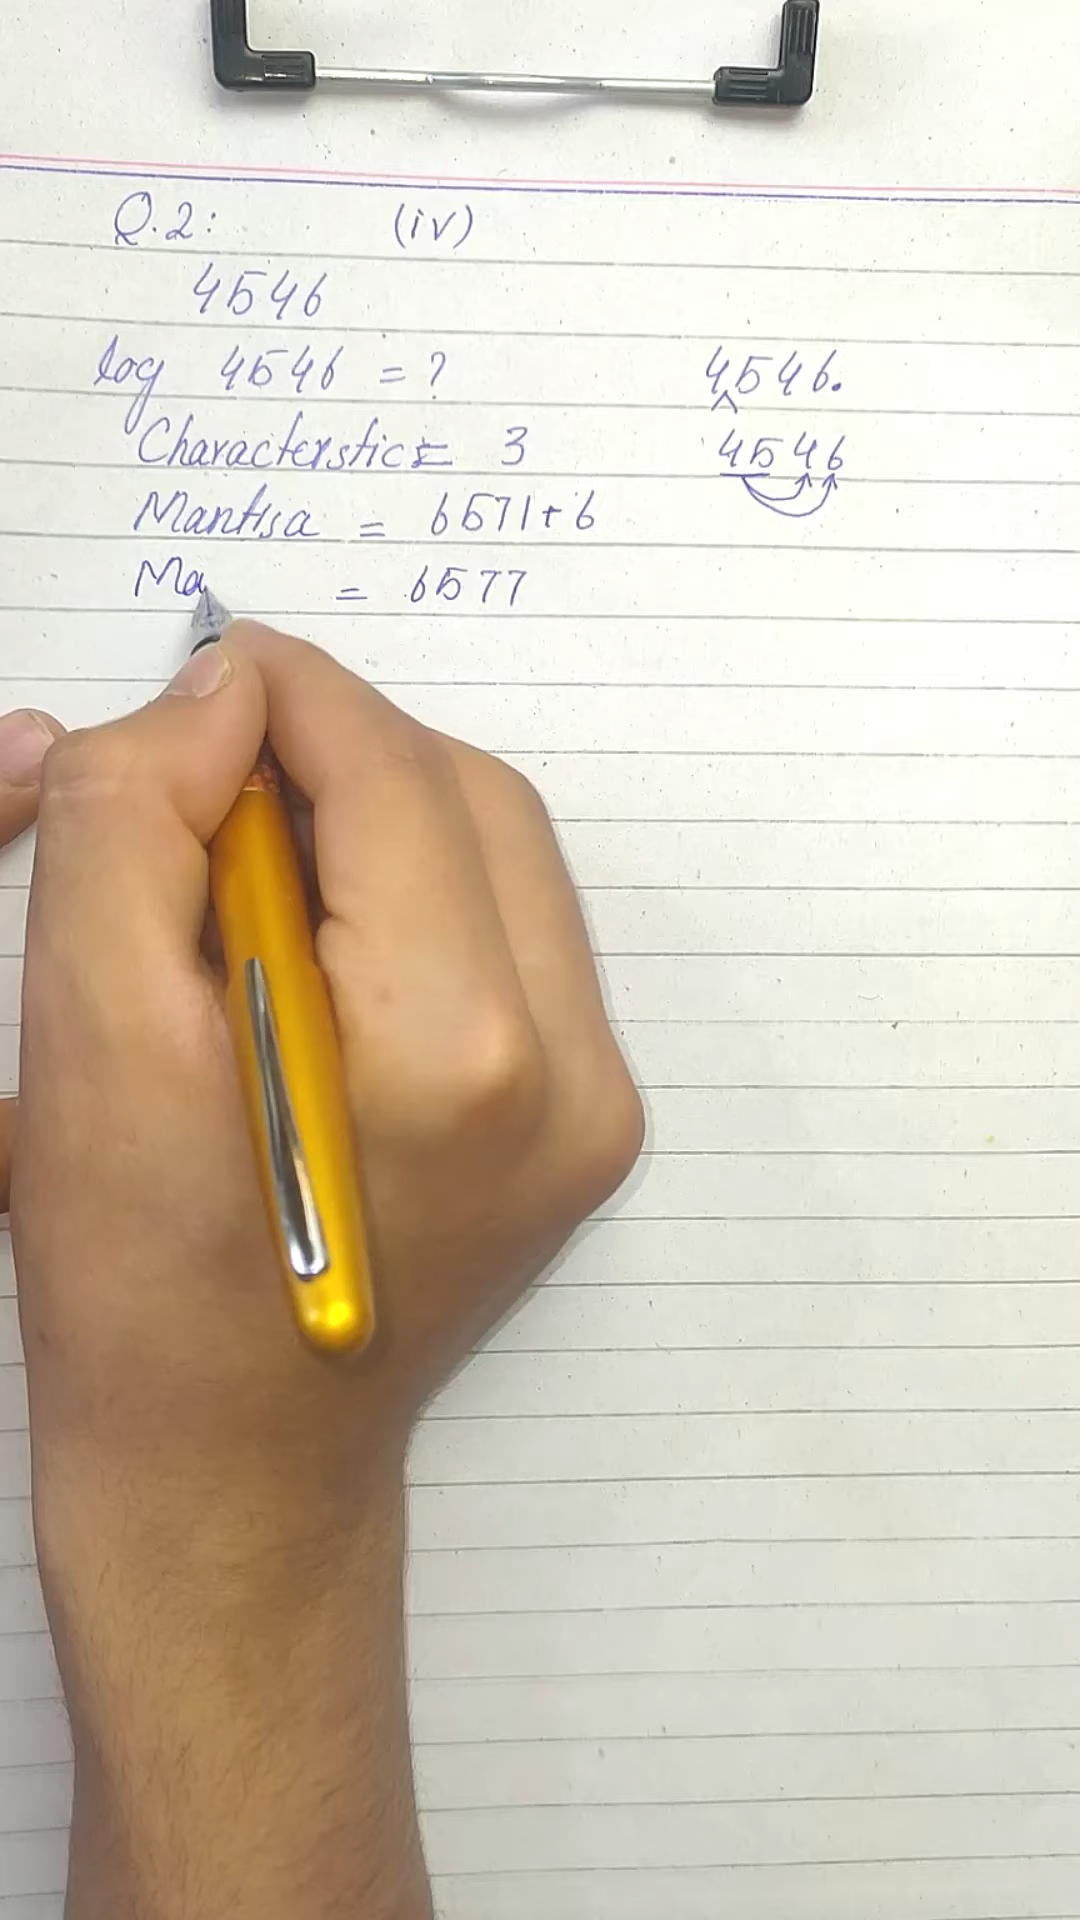 Q.2: (iv)
4546
log 4546 = ?
4546.
Characterstic = 3
4546
Mantisa = 6571+6
Ma = 6577